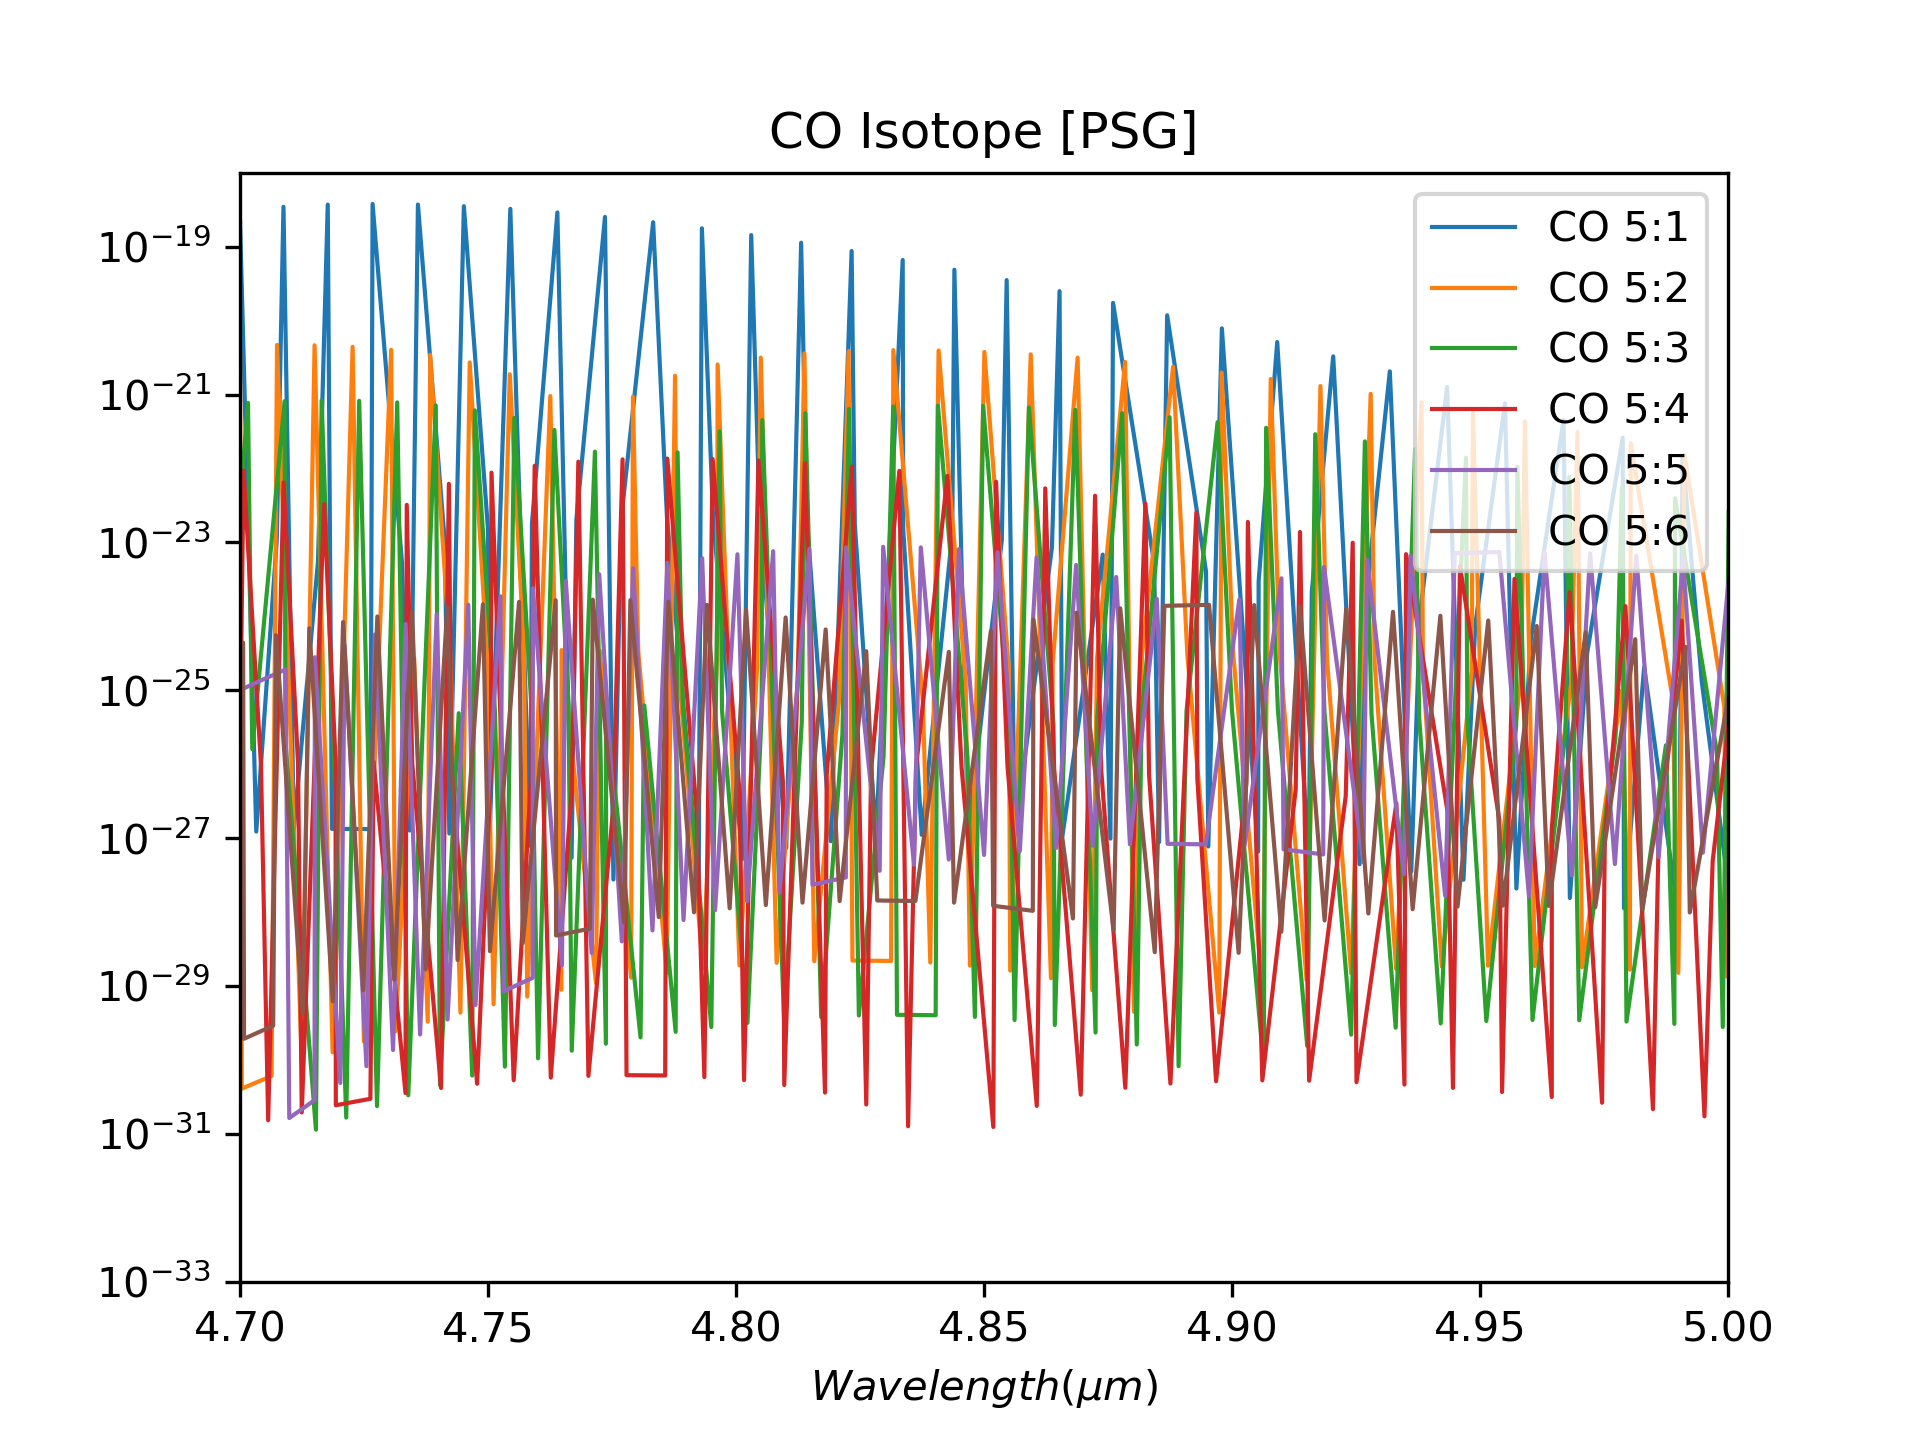 CO Isotope [PSG]
10⁻¹⁹
10⁻²¹
10⁻²³
10⁻²⁵
10⁻²⁷
10⁻²⁹
10⁻³¹
10⁻³³
CO 5:1
CO 5:2
CO 5:3
CO 5:4
CO 5:5
CO 5:6
4.70 4.75 4.80 4.85 4.90 4.95 5.00
Wavelength(μm)